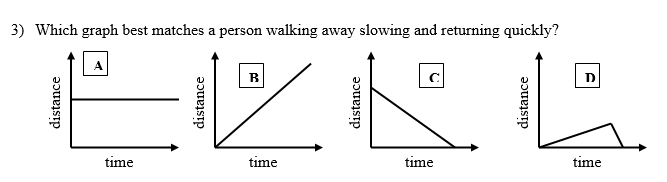 3) Which graph best matches a person walking away slowing and returning quickly?
A
B
C
D
distance
distance
distance
distance
time
time
time
time